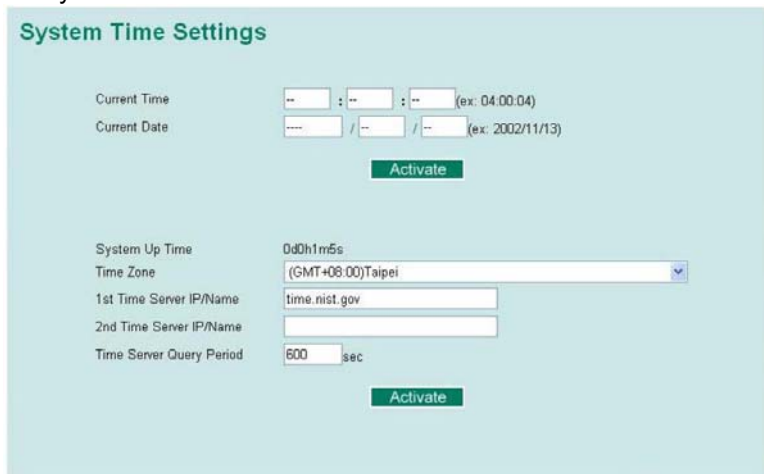 System Time Settings
Current Time -- : -- : -- (ex: 04:00:04)
Current Date ---- / -- / -- (ex: 2002/11/13)
Activate
System Up Time 0d0h1m5s
Time Zone (GMT+08:00)Taipei
1st Time Server IP/Name time.nist.gov
2nd Time Server IP/Name
Time Server Query Period 600 sec
Activate